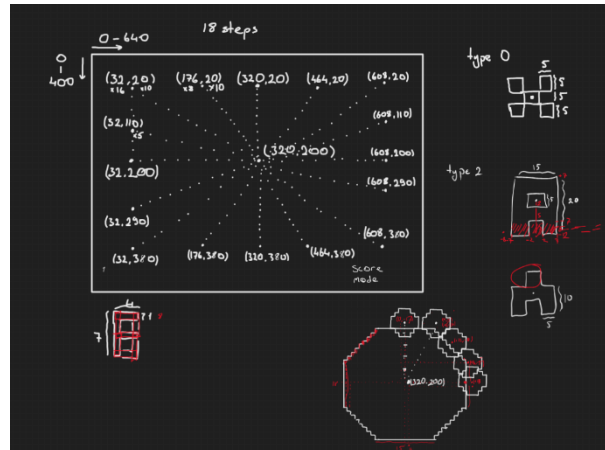 18 steps
0-640
0
|
400
(32,20) (176,20) (320,20) (464,20) (608,20)
x16 x10 x8 x10
(32,110) (608,110)
x5
(320,200)
(32,200) (608,200)
(32,290) (608,290)
(32,380) (176,380) (320,380) (464,380) (608,380)
Score
mode
type 0
5
5
5
5
type 2
15
5
20
10
5
4
7
1
(320,200)